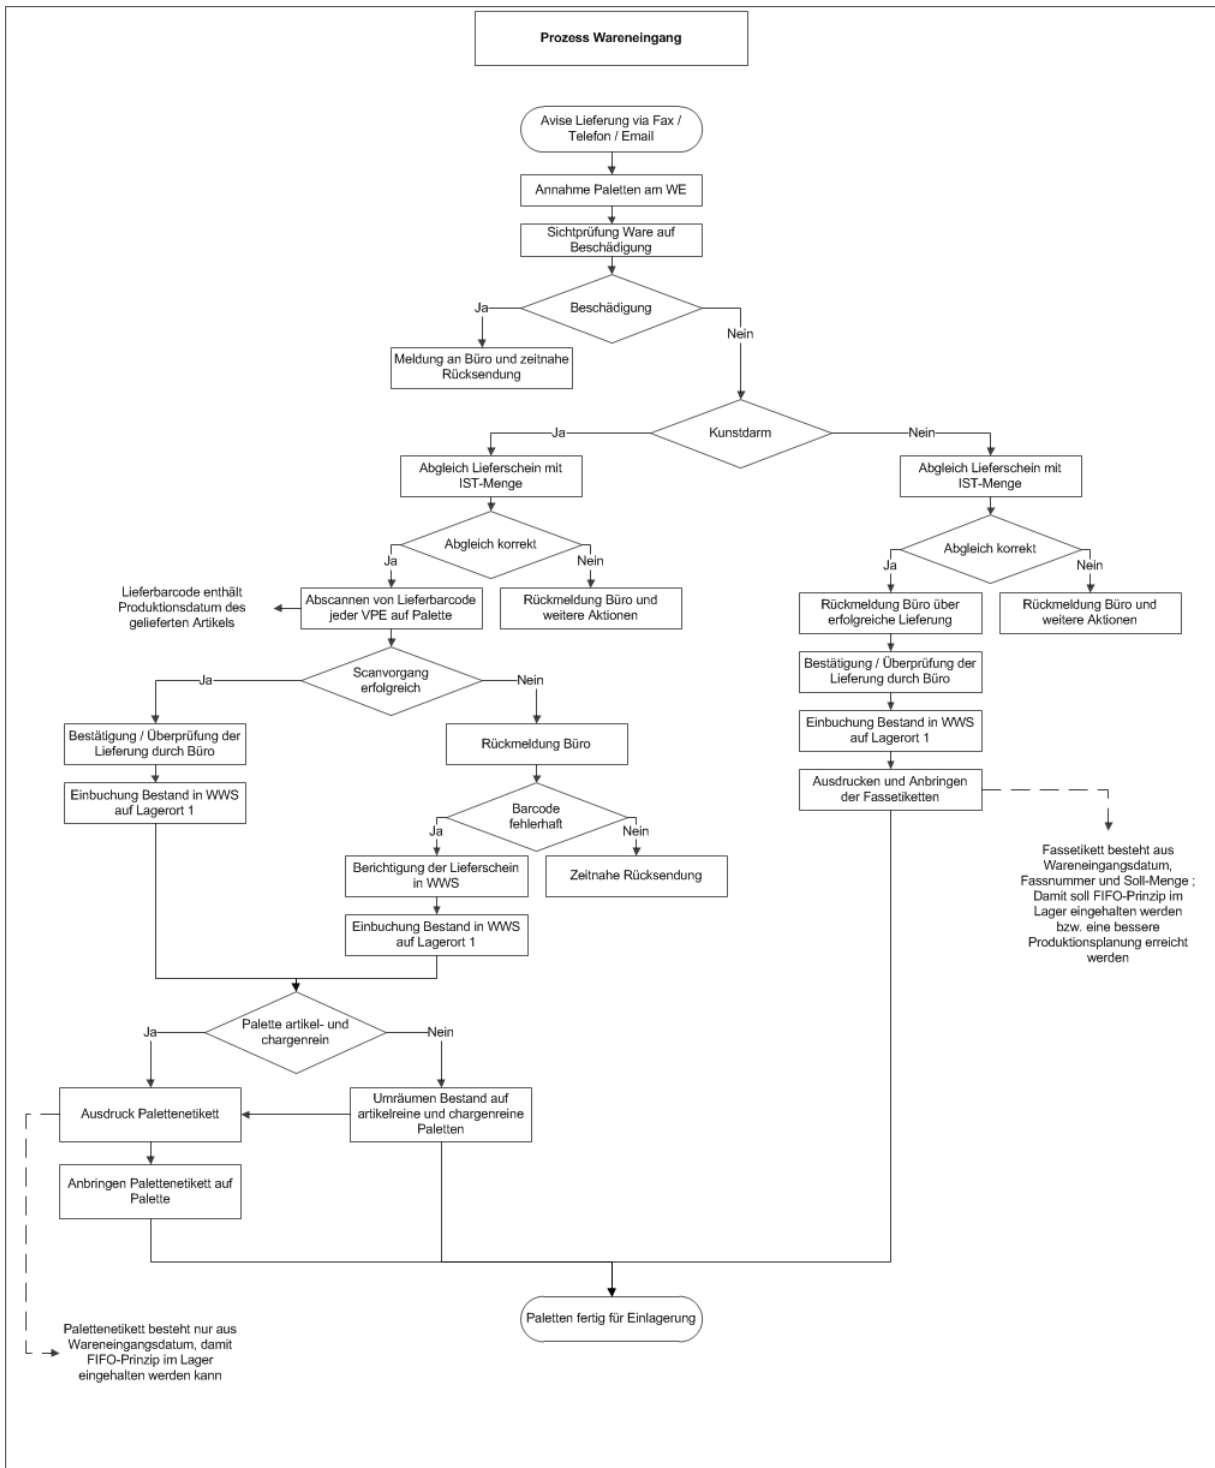 Prozess Wareneingang
Avise Lieferung via Fax /
Telefon / Email
Annahme Paletten am WE
Sichtprüfung Ware auf
Beschädigung
Beschädigung
Ja
Nein
Meldung an Büro und zeitnahe
Rücksendung
Kunstdarm
Ja
Nein
Abgleich Lieferschein mit
IST-Menge
Abgleich Lieferschein mit
IST-Menge
Abgleich korrekt
Ja
Nein
Abgleich korrekt
Ja
Nein
Lieferbarcode enthält
Produktionsdatum des
gelieferten Artikels
Abscannen von Lieferbarcode
jeder VPE auf Palette
Rückmeldung Büro und
weitere Aktionen
Rückmeldung Büro über
erfolgreiche Lieferung
Rückmeldung Büro und
weitere Aktionen
Scanvorgang
erfolgreich
Ja
Nein
Bestätigung / Überprüfung der
Lieferung durch Büro
Bestätigung / Überprüfung der
Lieferung durch Büro
Rückmeldung Büro
Einbuchung Bestand in WWS
auf Lagerort 1
Einbuchung Bestand in WWS
auf Lagerort 1
Ausdrucken und Anbringen
der Fassetiketten
Barcode
fehlerhaft
Ja
Nein
Berichtigung der Lieferschein
in WWS
Zeitnahe Rücksendung
Fassetikett besteht aus
Wareneingangsdatum,
Fassnummer und Soll-Menge ;
Damit soll FIFO-Prinzip im
Lager eingehalten werden
bzw. eine bessere
Produktionsplanung erreicht
werden
Einbuchung Bestand in WWS
auf Lagerort 1
Palette artikel- und
chargenrein
Ja
Nein
Ausdruck Palettenetikett
Umräumen Bestand auf
artikelreine und chargenreine
Paletten
Anbringen Palettenetikett auf
Palette
Paletten fertig für Einlagerung
Palettenetikett besteht nur aus
Wareneingangsdatum, damit
FIFO-Prinzip im Lager
eingehalten werden kann